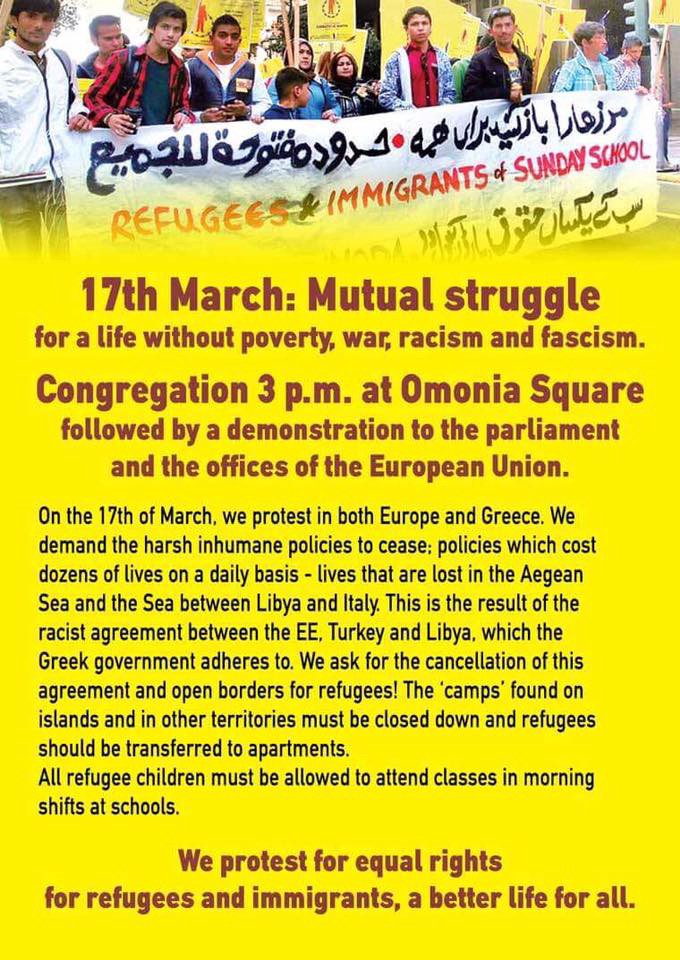 مرزها را باز کنید برای همه • حدود مفتوحة للجميع
REFUGEES & IMMIGRANTS of SUNDAY SCHOOL
سب کے یکساں حقوق
17th March: Mutual struggle
for a life without poverty, war, racism and fascism.
Congregation 3 p.m. at Omonia Square
followed by a demonstration to the parliament
and the offices of the European Union.
On the 17th of March, we protest in both Europe and Greece. We
demand the harsh inhumane policies to cease; policies which cost
dozens of lives on a daily basis - lives that are lost in the Aegean
Sea and the Sea between Libya and Italy. This is the result of the
racist agreement between the EE, Turkey and Libya, which the
Greek government adheres to. We ask for the cancellation of this
agreement and open borders for refugees! The ‘camps’ found on
islands and in other territories must be closed down and refugees
should be transferred to apartments.
All refugee children must be allowed to attend classes in morning
shifts at schools.
We protest for equal rights
for refugees and immigrants, a better life for all.